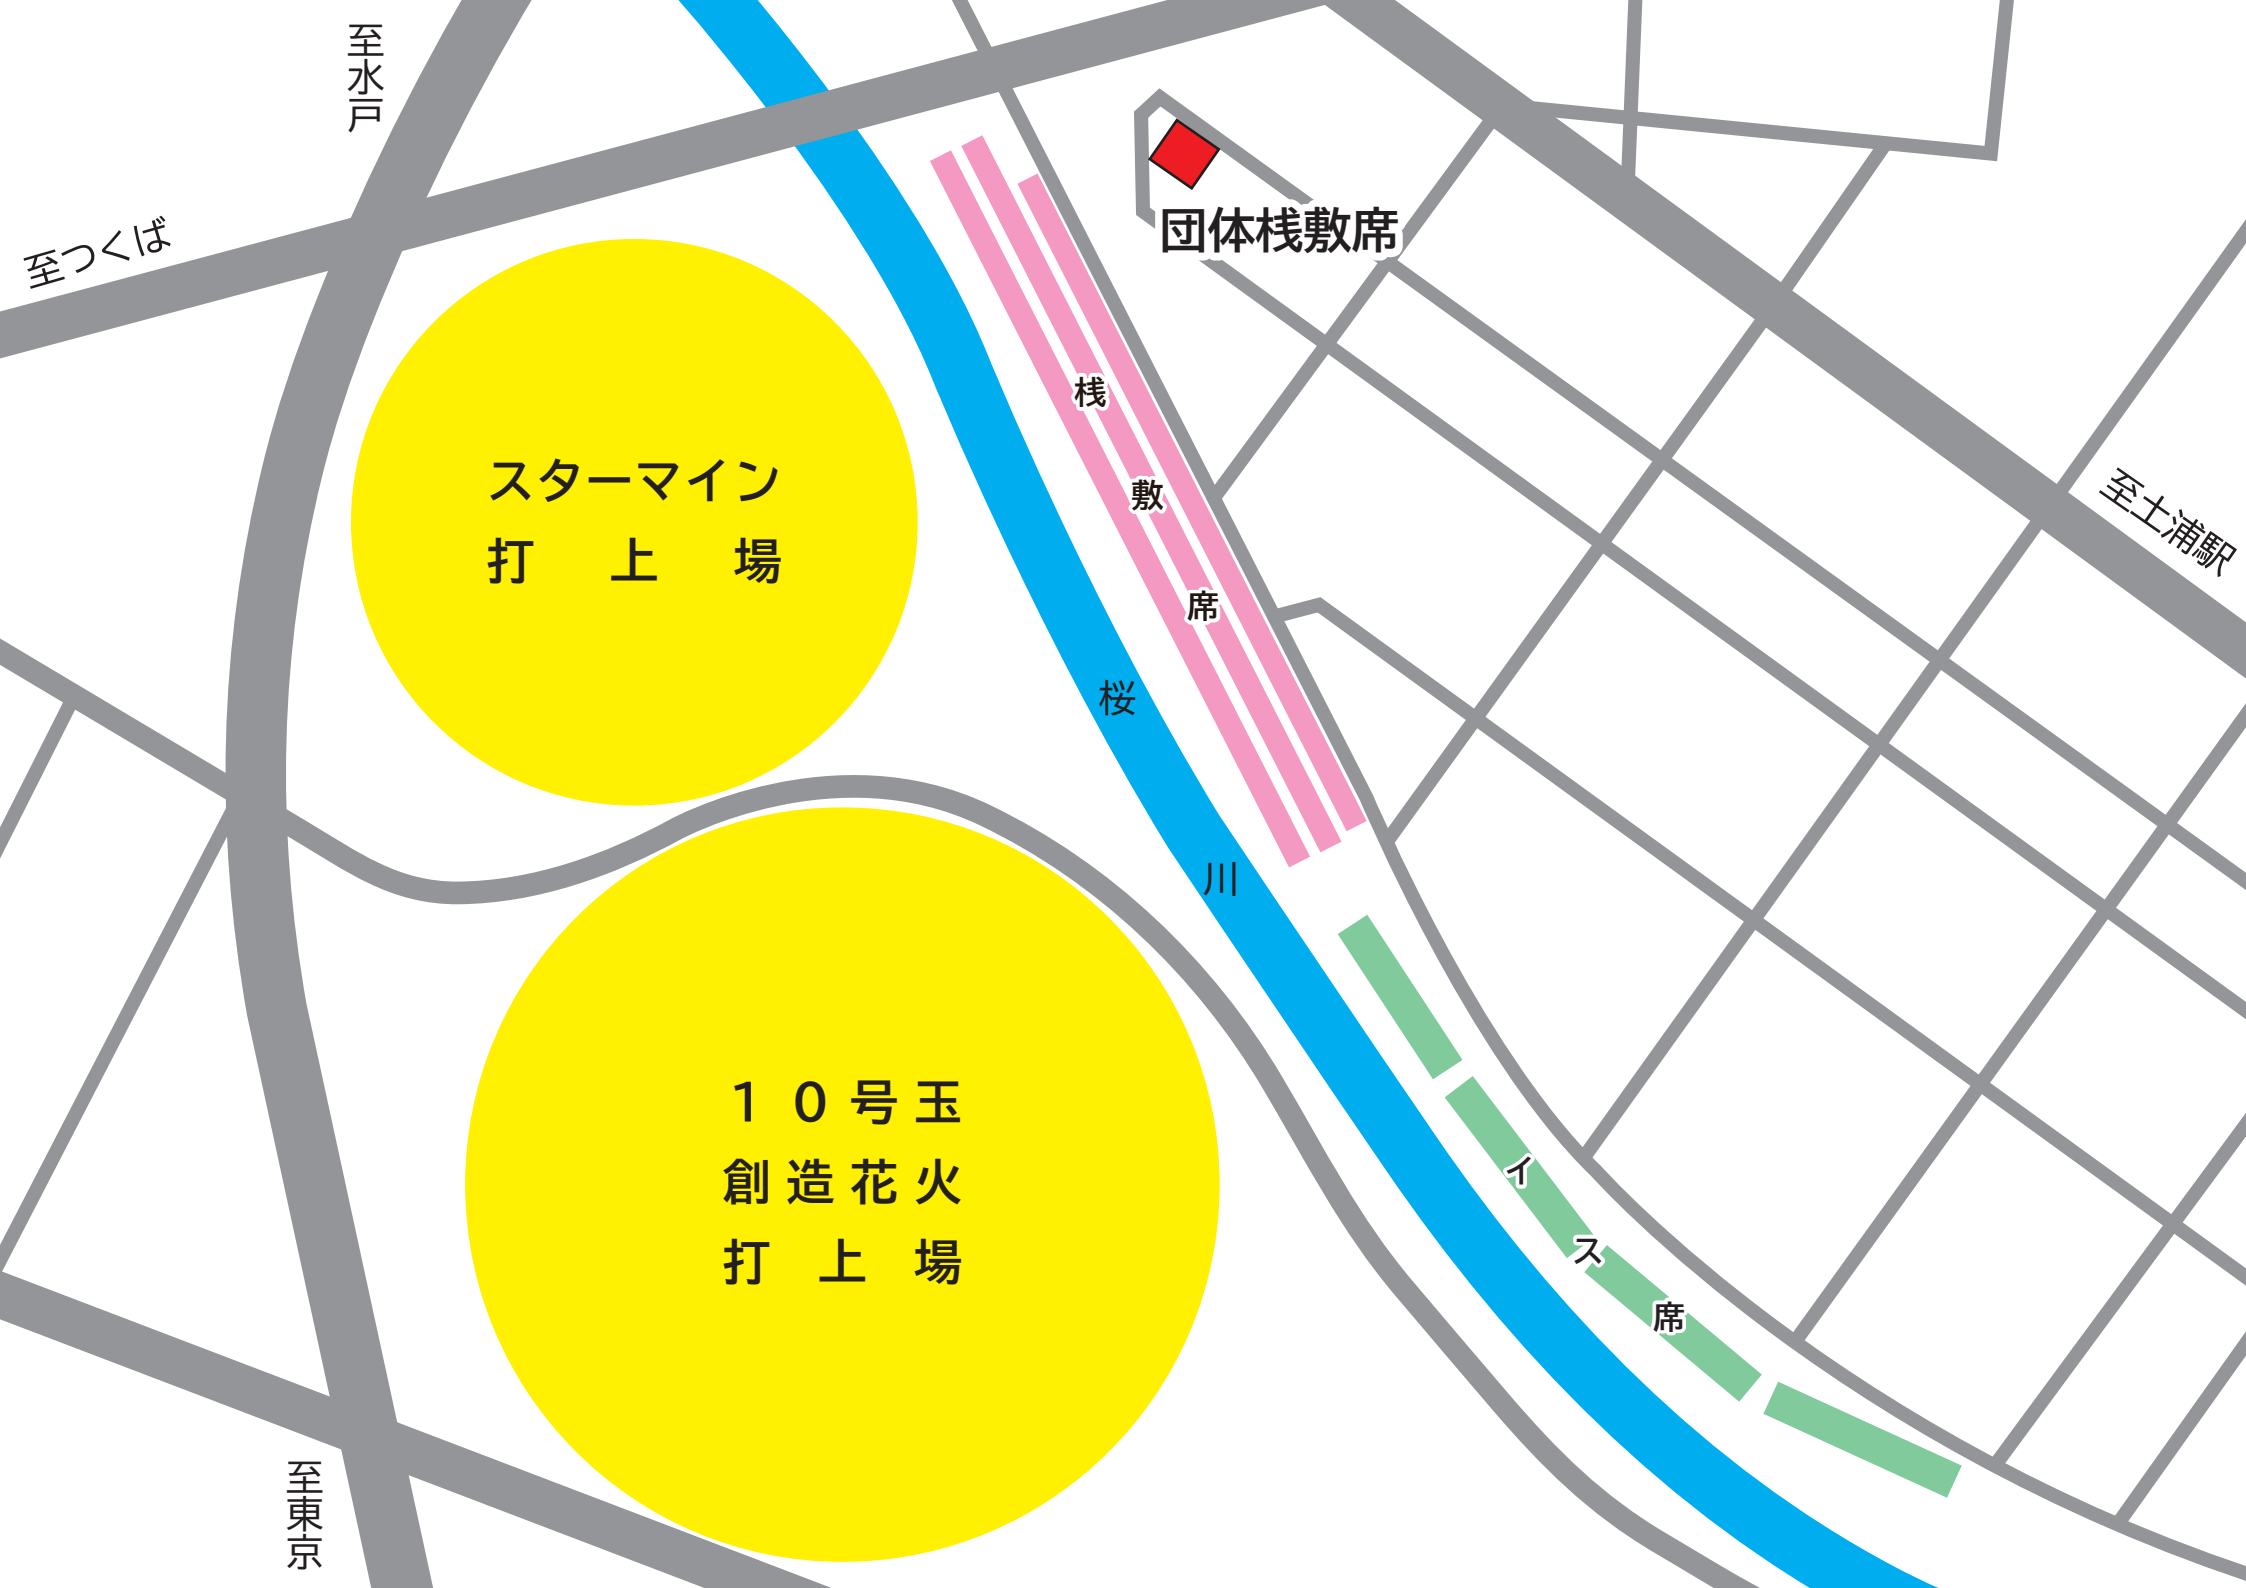 至水戸
至つくば
団体桟敷席
桟敷席
スターマイン
打上場
至土浦駅
桜川
10号玉
創造花火
打上場
イス席
至東京